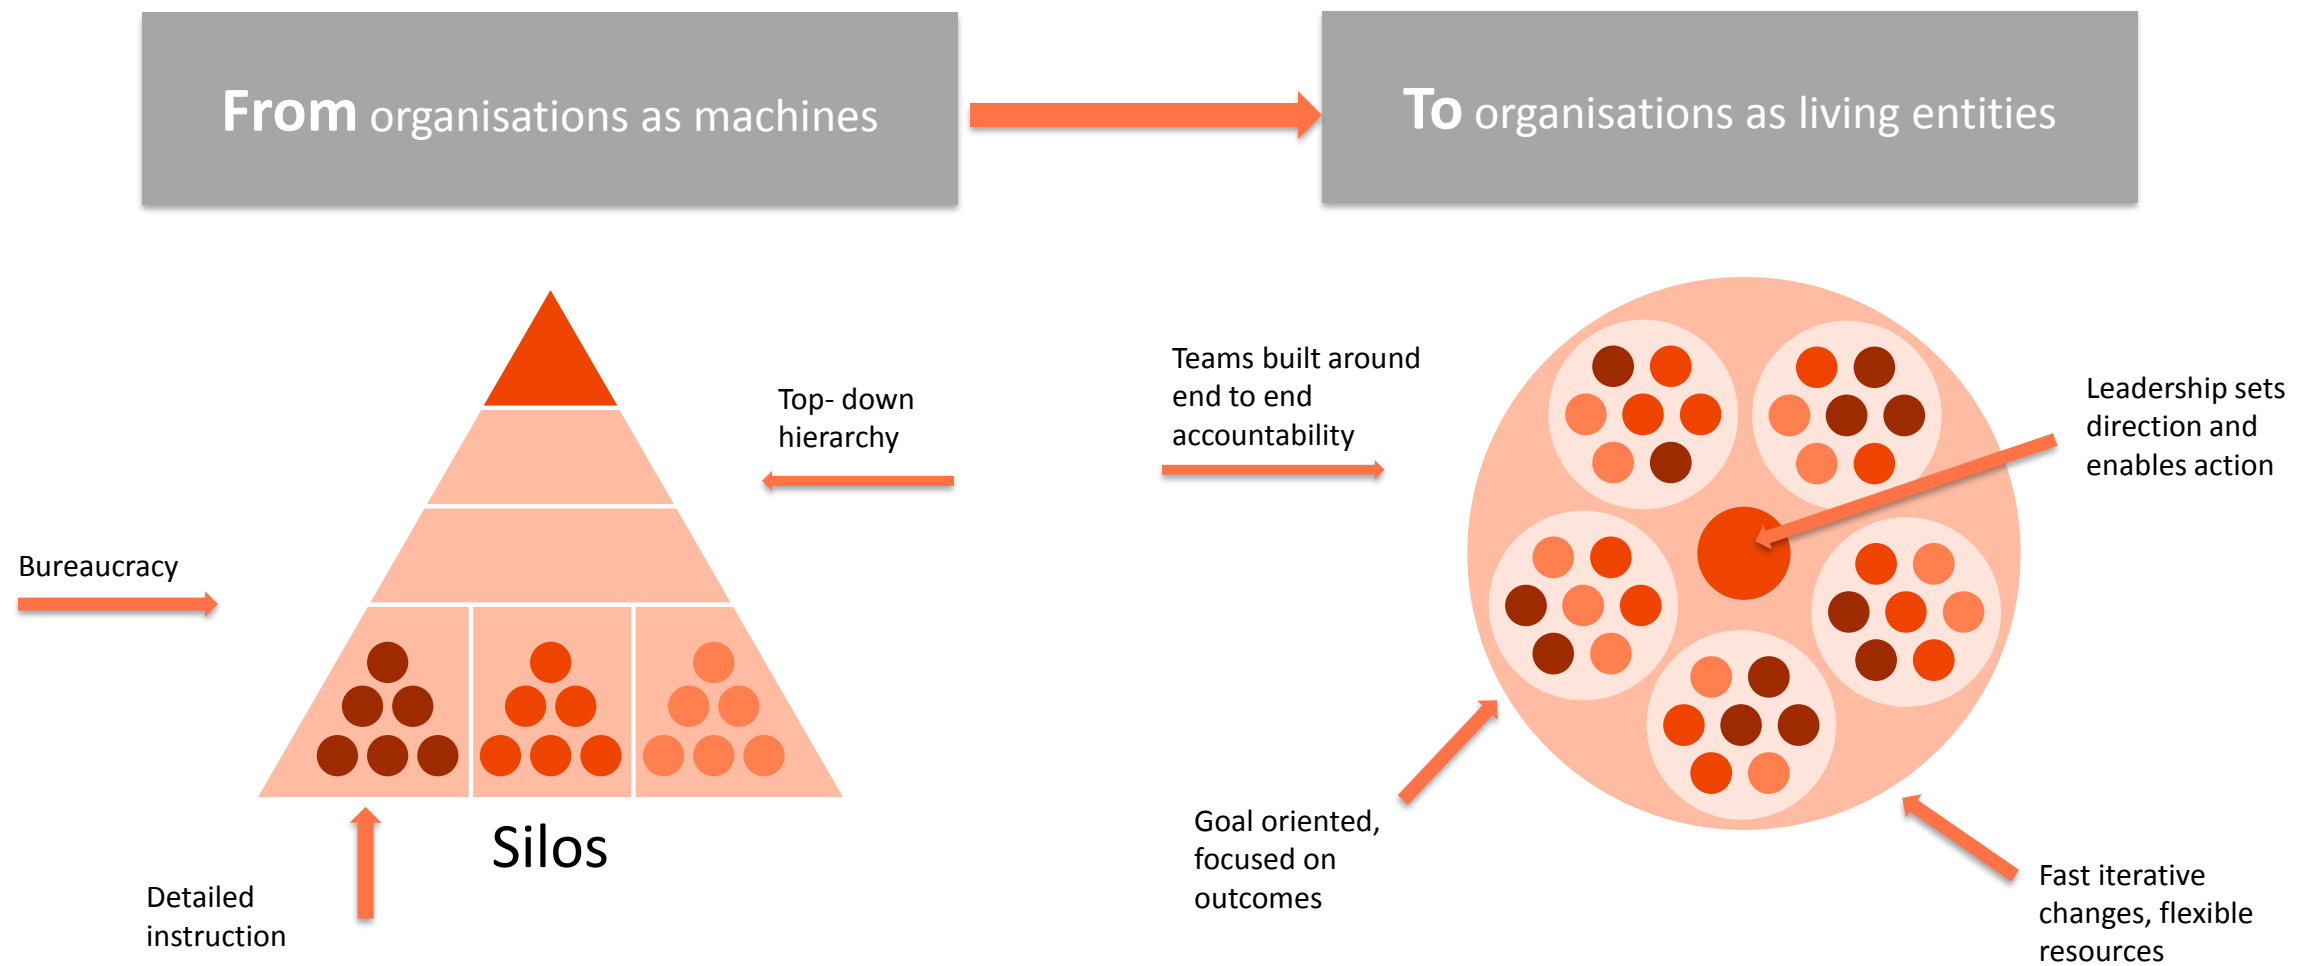 From organisations as machines
To organisations as living entities
Top- down
hierarchy
Bureaucracy
Silos
Detailed
instruction
Teams built around
end to end
accountability
Leadership sets
direction and
enables action
Goal oriented,
focused on
outcomes
Fast iterative
changes, flexible
resources